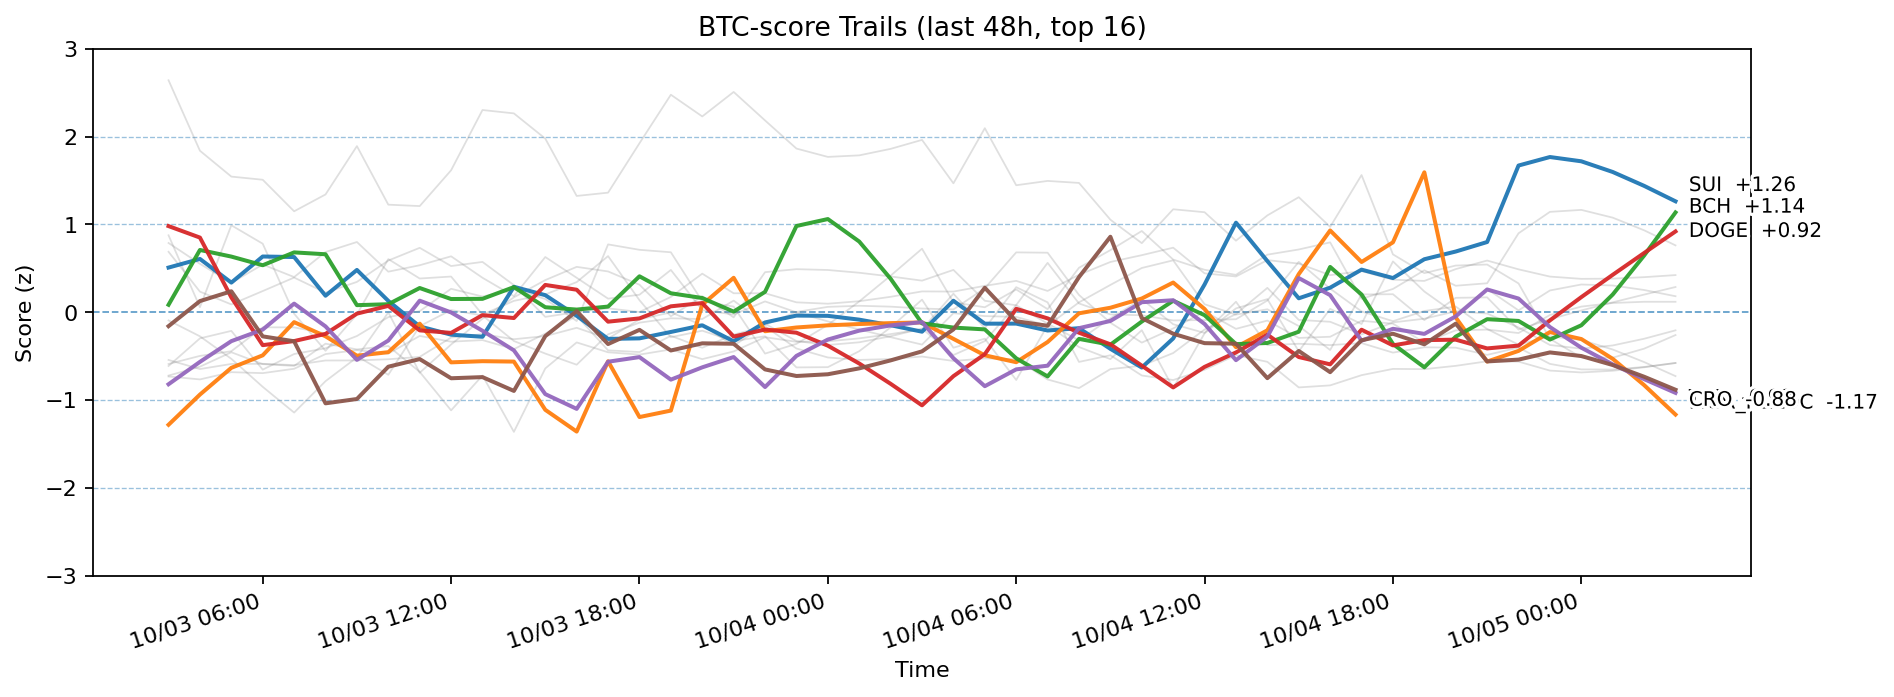 BTC-score Trails (last 48h, top 16)
Score (z)
3
2
1
0
−1
−2
−3
SUI +1.26
BCH +1.14
DOGE +0.92
CRO -0.88
C -1.17
10/03 06:00
10/03 12:00
10/03 18:00
10/04 00:00
10/04 06:00
10/04 12:00
10/04 18:00
10/05 00:00
Time